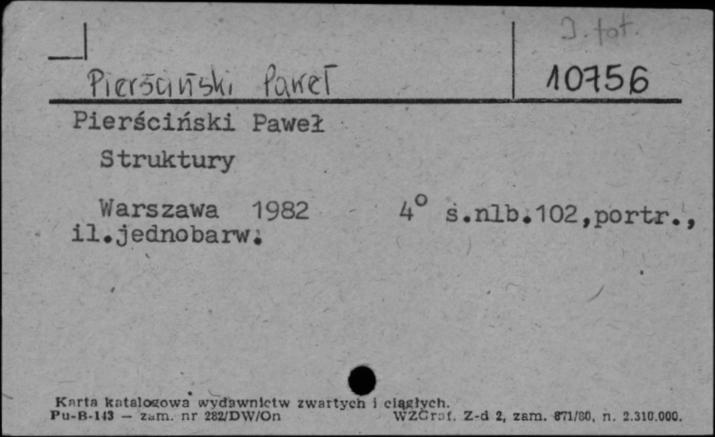 I. fot.
Pierściński Paweł
10756
Pierściński Paweł
Struktury
Warszawa 1982 4° s.nlb.102,portr.,
il.jednobarw.
Karta katalogowa wydawnictw zwartych i ciągłych.
Pu-B-143 — zam. nr 282/DW/On WZGraf. Z-d 2, zam. 871/80, n. 2.310.000.